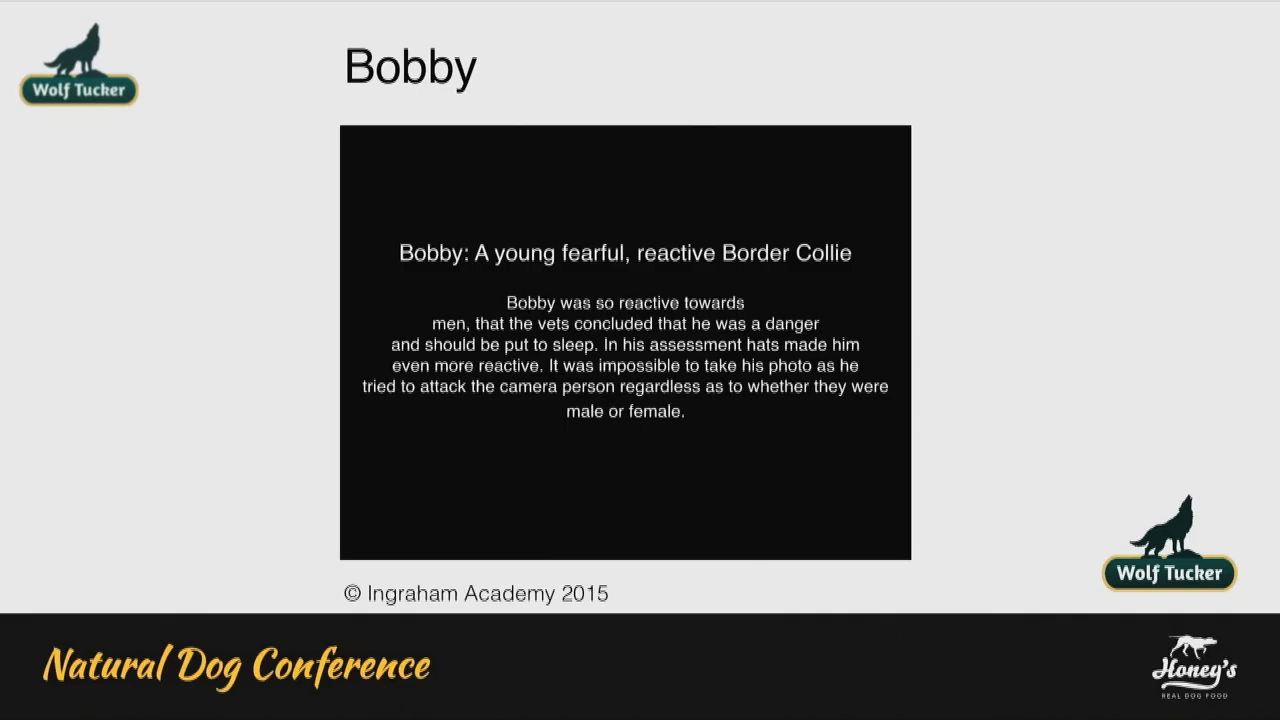 Wolf Tucker
Bobby
Bobby: A young fearful, reactive Border Collie
Bobby was so reactive towards
men, that the vets concluded that he was a danger
and should be put to sleep. In his assessment hats made him
even more reactive. It was impossible to take his photo as he
tried to attack the camera person regardless as to whether they were
male or female.
Wolf Tucker
© Ingraham Academy 2015
Natural Dog Conference
Honey's
REAL DOG FOOD